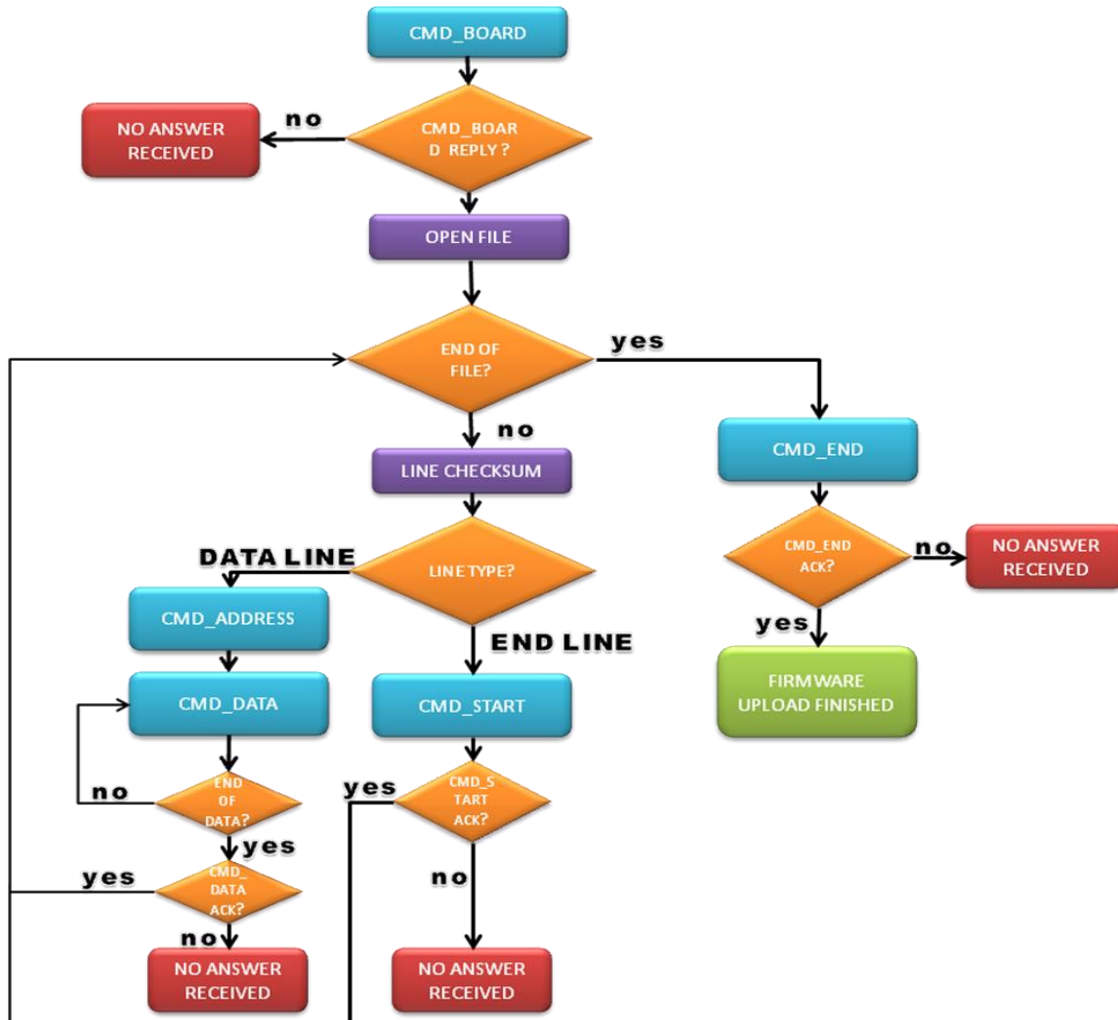 CMD_BOARD
CMD_BOAR
D REPLY ?
no
NO ANSWER
RECEIVED
OPEN FILE
END OF
FILE?
yes
no
CMD_END
LINE CHECKSUM
CMD_END
ACK?
no
NO ANSWER
RECEIVED
yes
FIRMWARE
UPLOAD FINISHED
LINE TYPE?
DATA LINE
CMD_ADDRESS
END LINE
CMD_DATA
CMD_START
END
OF
DATA?
no
yes
CMD_S
TART
ACK?
yes
no
CMD_
DATA
ACK?
yes
no
NO ANSWER
RECEIVED
NO ANSWER
RECEIVED